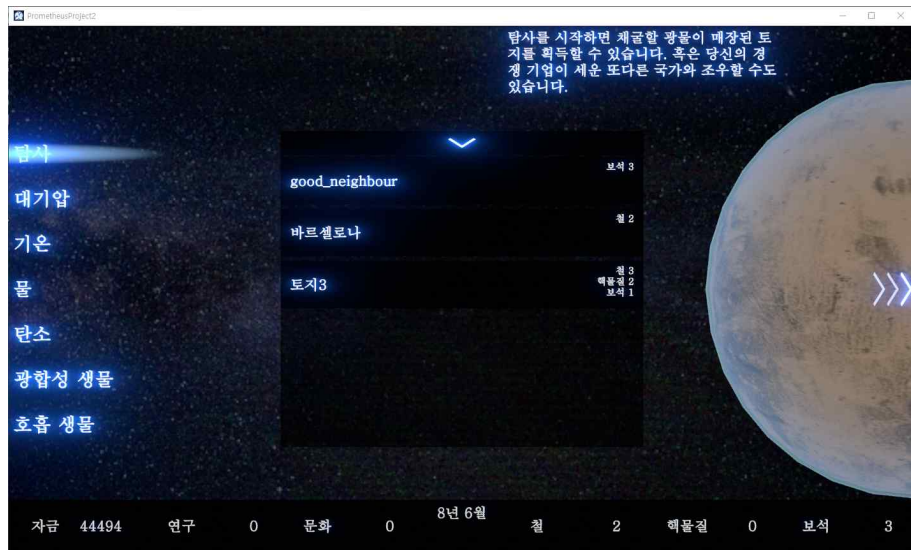 PrometheusProject2
탐사를 시작하면 채굴할 광물이 매장된 토
지를 획득할 수 있습니다. 혹은 당신의 경
쟁 기업이 세운 또다른 국가와 조우할 수도
있습니다.
탐사
대기압
기온
물
탄소
광합성 생물
호흡 생물
보석 3
good_neighbour
철 2
바르셀로나
철 3
토지3
핵물질 2
보석 1
8년 6월
자금 44494 연구 0 문화 0 철 2 핵물질 0 보석 3